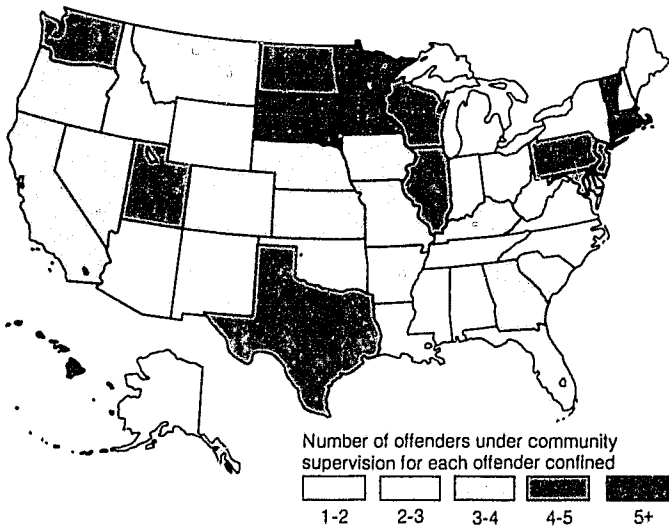 Number of offenders under community
supervision for each offender confined
1-2 2-3 3-4 4-5 5+